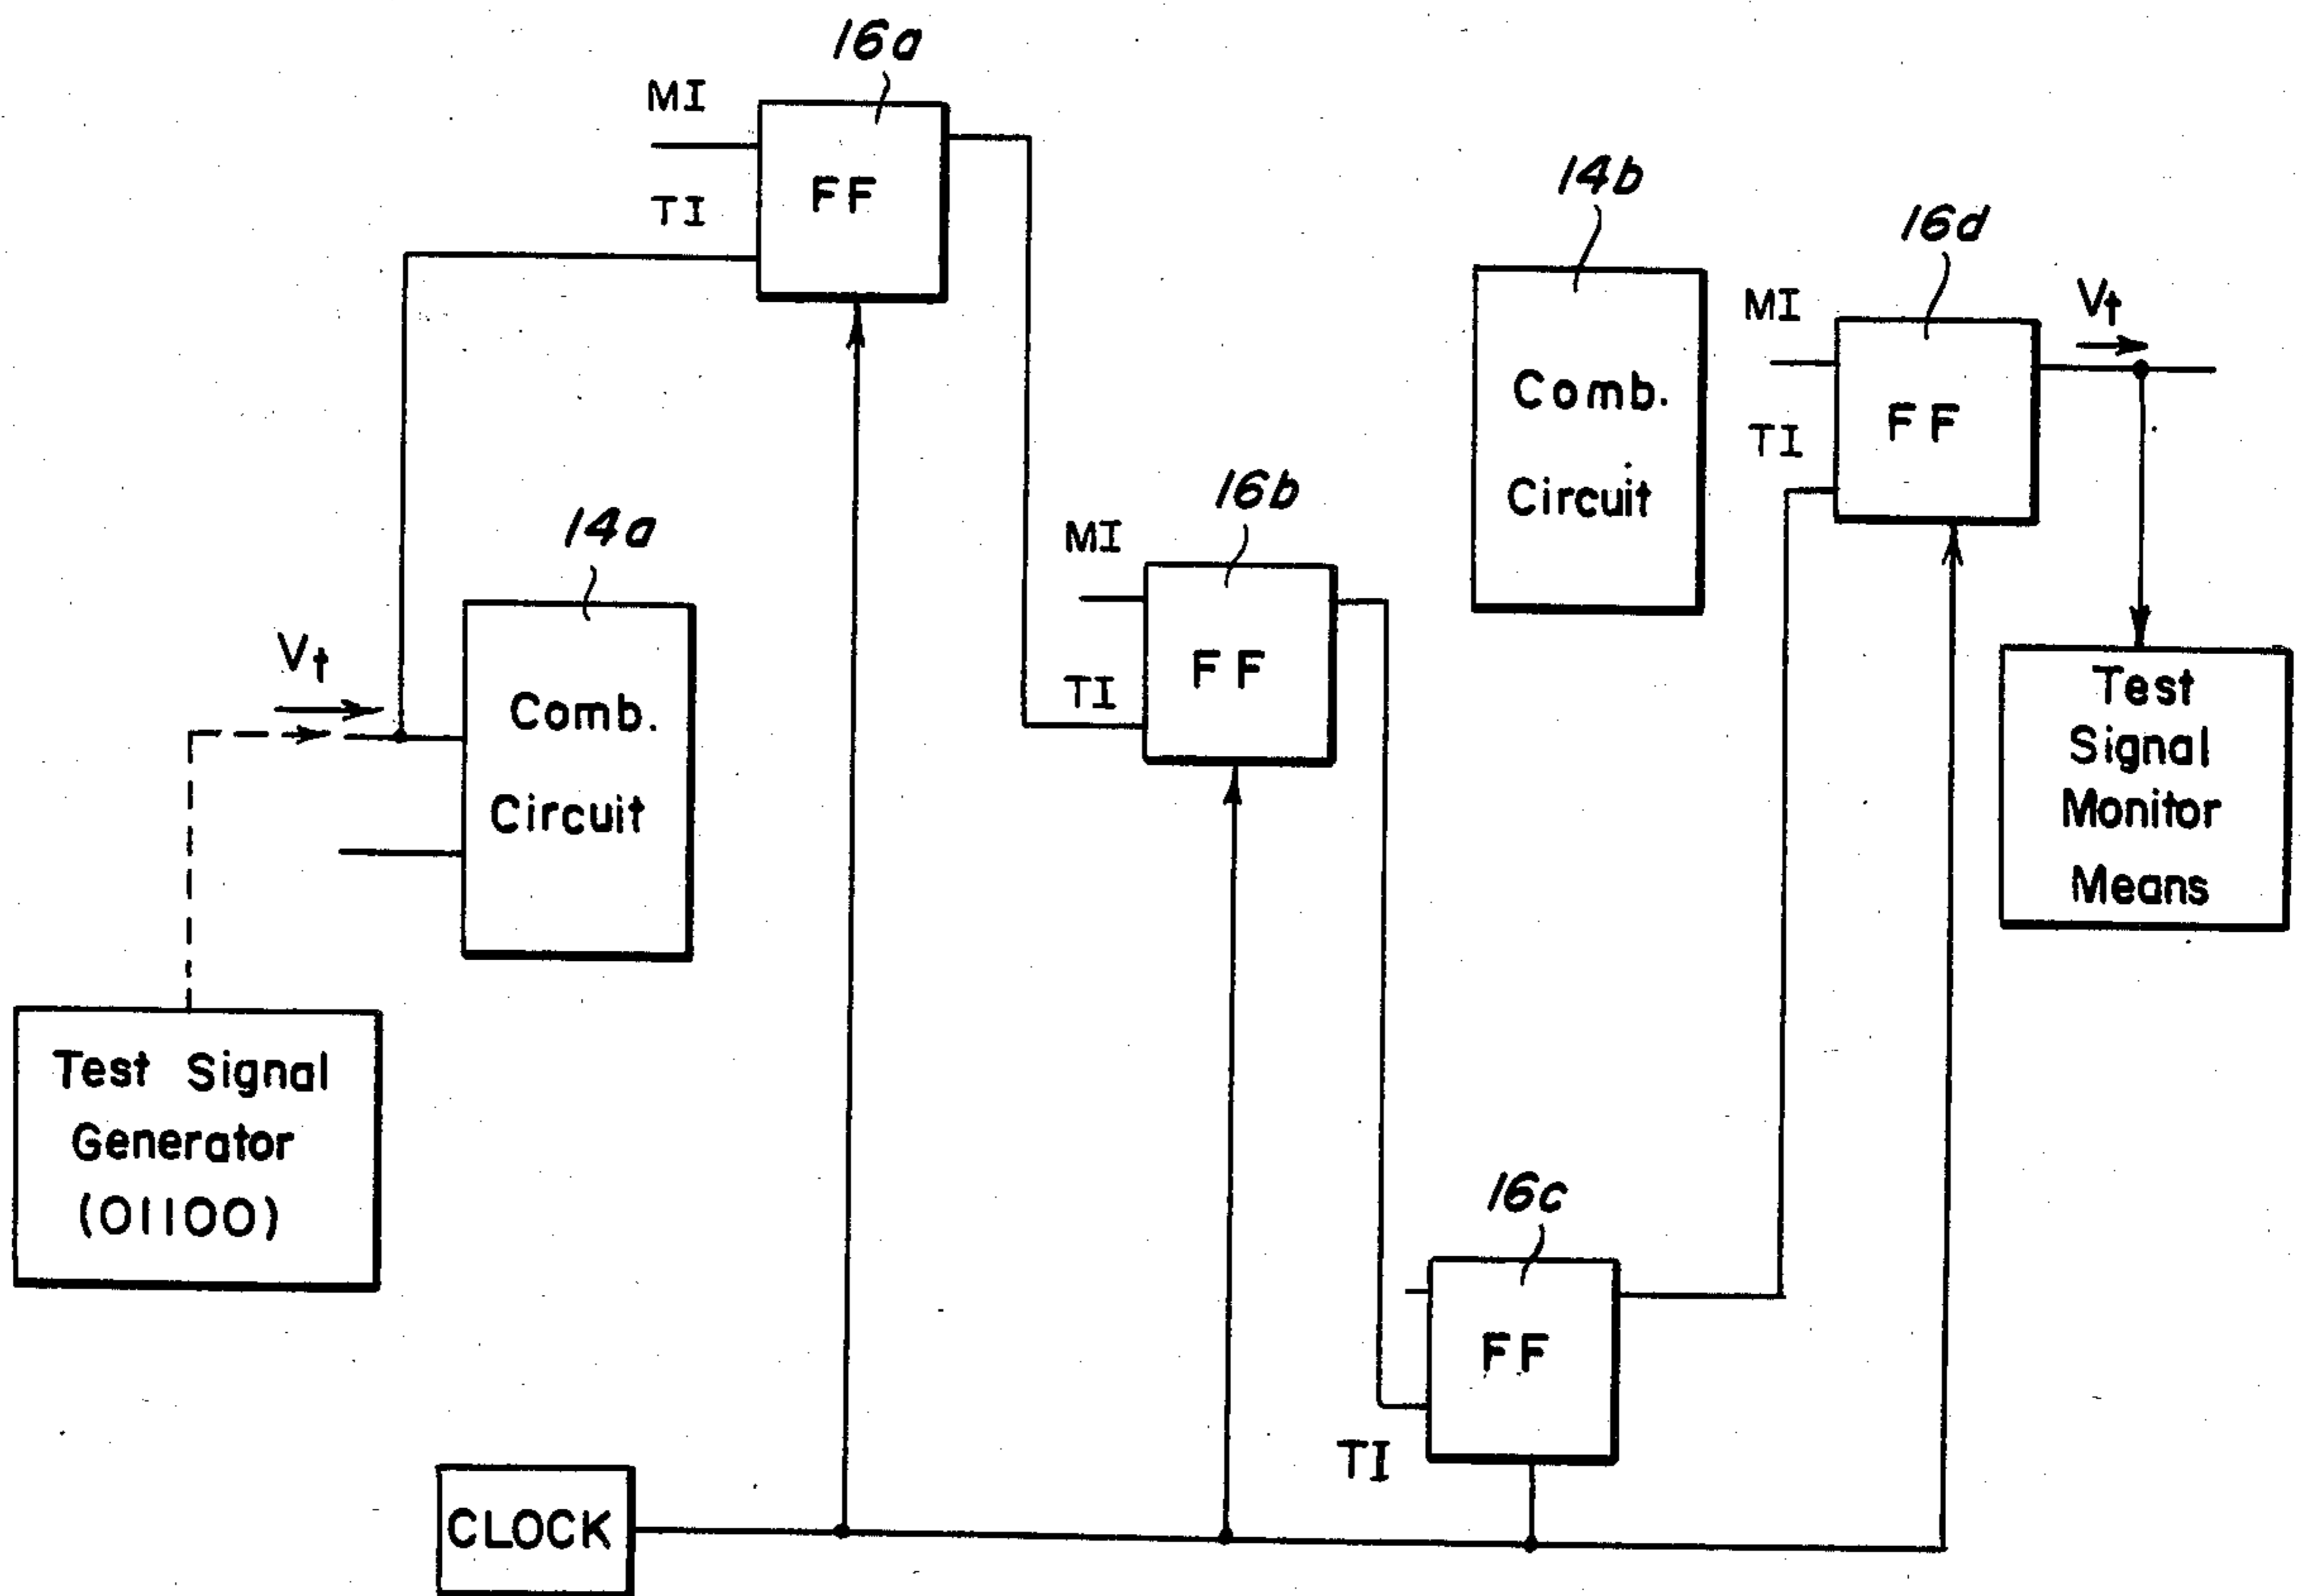 16a
MI
FF
TI
14b
16d
MI
Vt
Comb.
Circuit
FF
TI
16b
MI
FF
TI
14a
Vt
Comb.
Circuit
Test
Signal
Monitor
Means
Test Signal
Generator
(01100)
16c
FF
TI
CLOCK